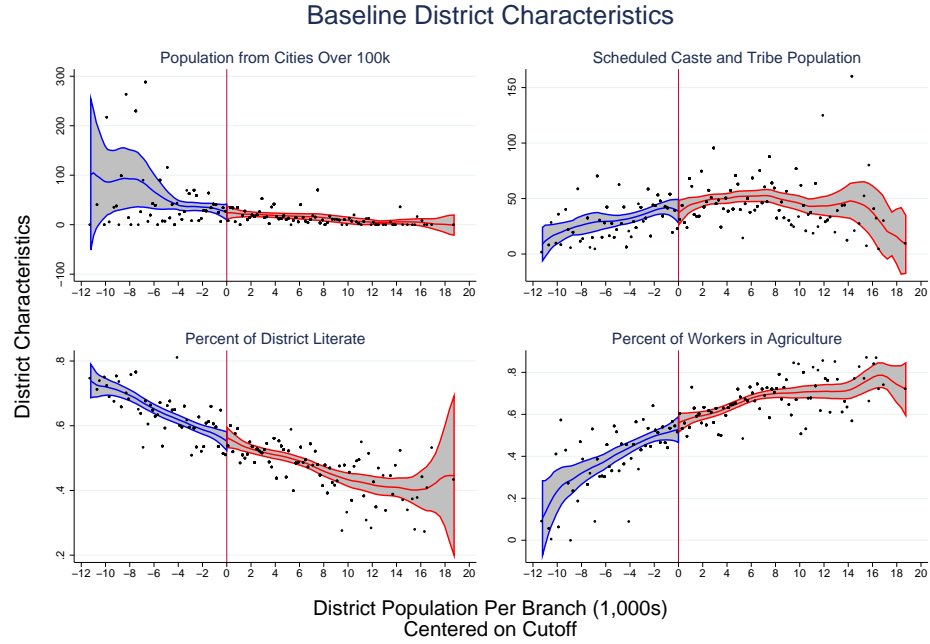 Baseline District Characteristics
Population from Cities Over 100k
Scheduled Caste and Tribe Population
300
200
100
0
−100
−12 −10 −8 −6 −4 −2 0 2 4 6 8 10 12 14 16 18 20
150
100
50
0
−12 −10 −8 −6 −4 −2 0 2 4 6 8 10 12 14 16 18 20
District Characteristics
Percent of District Literate
Percent of Workers in Agriculture
.8
.6
.4
.2
−12 −10 −8 −6 −4 −2 0 2 4 6 8 10 12 14 16 18 20
.8
.6
.4
.2
0
−12 −10 −8 −6 −4 −2 0 2 4 6 8 10 12 14 16 18 20
District Population Per Branch (1,000s)
Centered on Cutoff